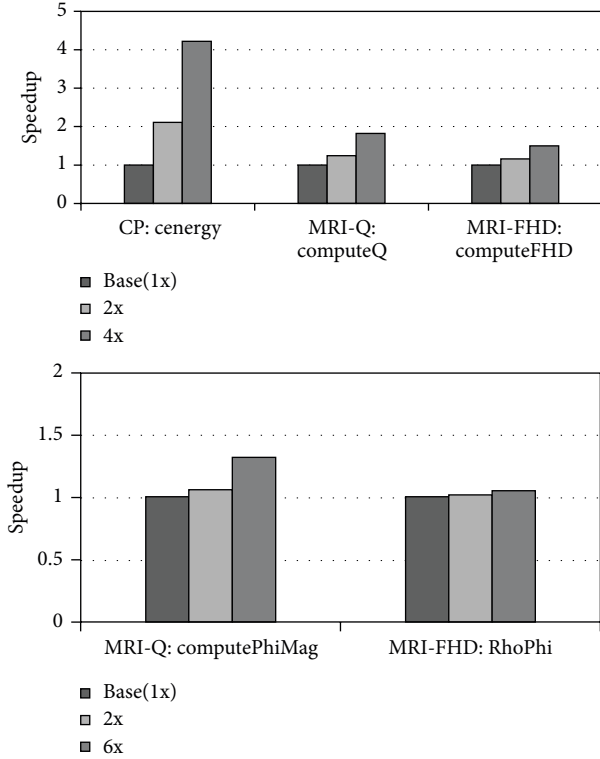 5
4
3
2
1
0
Speedup
CP: cenergy
MRI-Q:
computeQ
MRI-FHD:
computeFHD
Base(1x)
2x
4x
2
1.5
1
0.5
0
Speedup
MRI-Q: computePhiMag
MRI-FHD: RhoPhi
Base(1x)
2x
6x